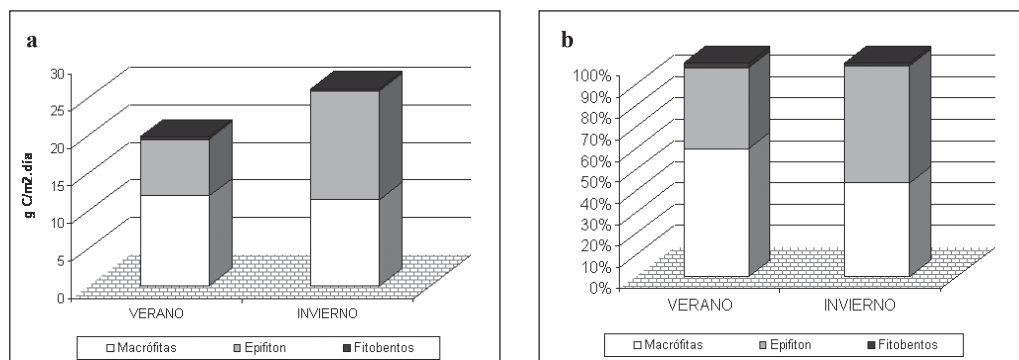 a
30
25
20
15
10
5
0
g C/m2.dia
VERANO INVIERNO
Macrófitas Epifiton Fitobentos
b
100%
90%
80%
70%
60%
50%
40%
30%
20%
10%
0%
VERANO INVIERNO
Macrófitas Epifiton Fitobentos